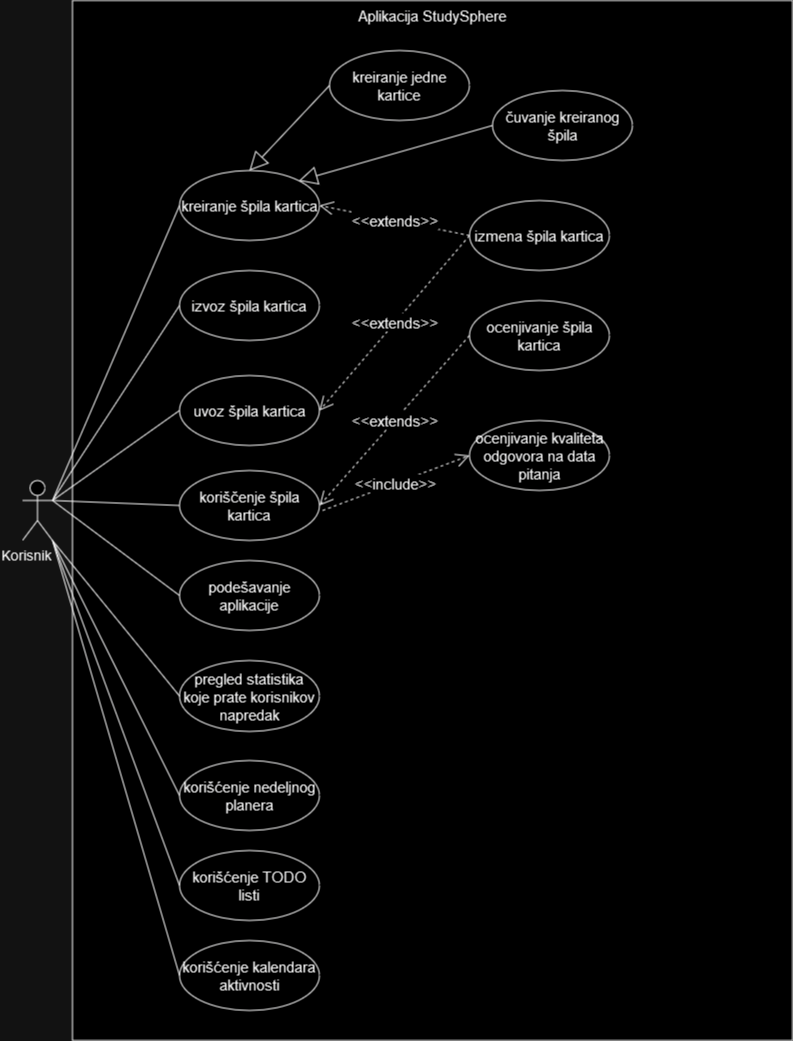 Aplikacija StudySphere
kreiranje jedne
kartice
čuvanje kreiranog
špila
kreiranje špila kartica
<<extends>>
izmena špila kartica
izvoz špila kartica
<<extends>>
ocenjivanje špila
kartica
uvoz špila kartica
<<extends>>
ocenjivanje kvaliteta
odgovora na data
pitanja
<<include>>
koriščenje špila
kartica
Korisnik
podešavanje
aplikacije
pregled statistika
koje prate korisnikov
napredak
korišćenje nedeljnog
planera
korišćenje TODO
listi
korišćenje kalendara
aktivnosti